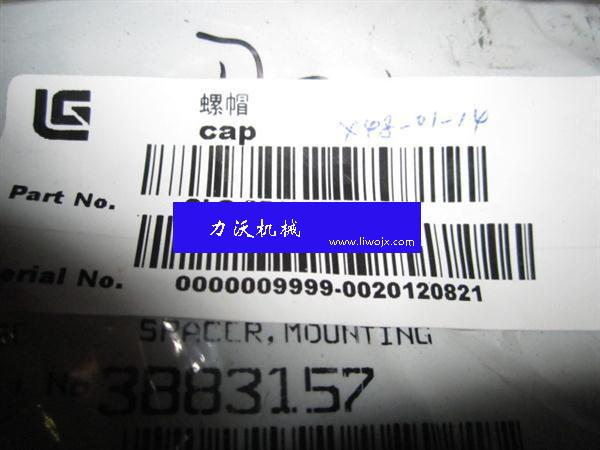 螺帽
cap
X48-01-14
Part No.
力沃机械
www.liwojx.com
erial No.
0000009999-0020120821
SPACER, MOUNTING
3883157